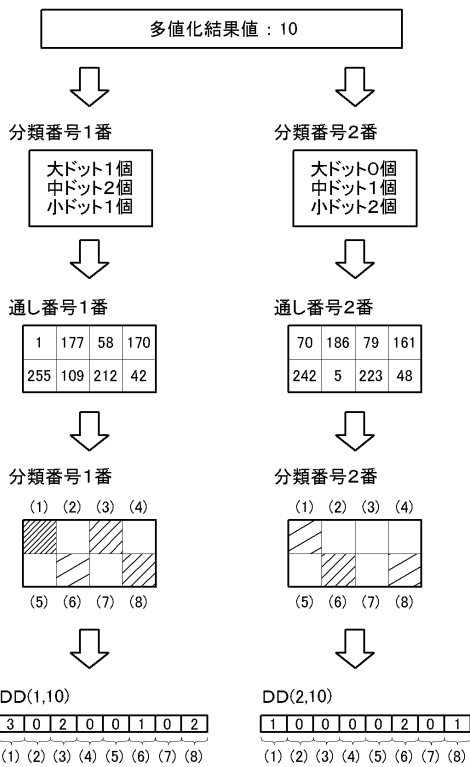 多値化結果値 : 10
分類番号1番
大ドット1個
中ドット2個
小ドット1個
通し番号1番
1 177 58 170
255 109 212 42
分類番号1番
(1) (2) (3) (4)
(5) (6) (7) (8)
DD(1,10)
3 0 2 0 0 1 0 2
(1) (2) (3) (4) (5) (6) (7) (8)
分類番号2番
大ドット0個
中ドット1個
小ドット2個
通し番号2番
70 186 79 161
242 5 223 48
分類番号2番
(1) (2) (3) (4)
(5) (6) (7) (8)
DD(2,10)
1 0 0 0 0 2 0 1
(1) (2) (3) (4) (5) (6) (7) (8)